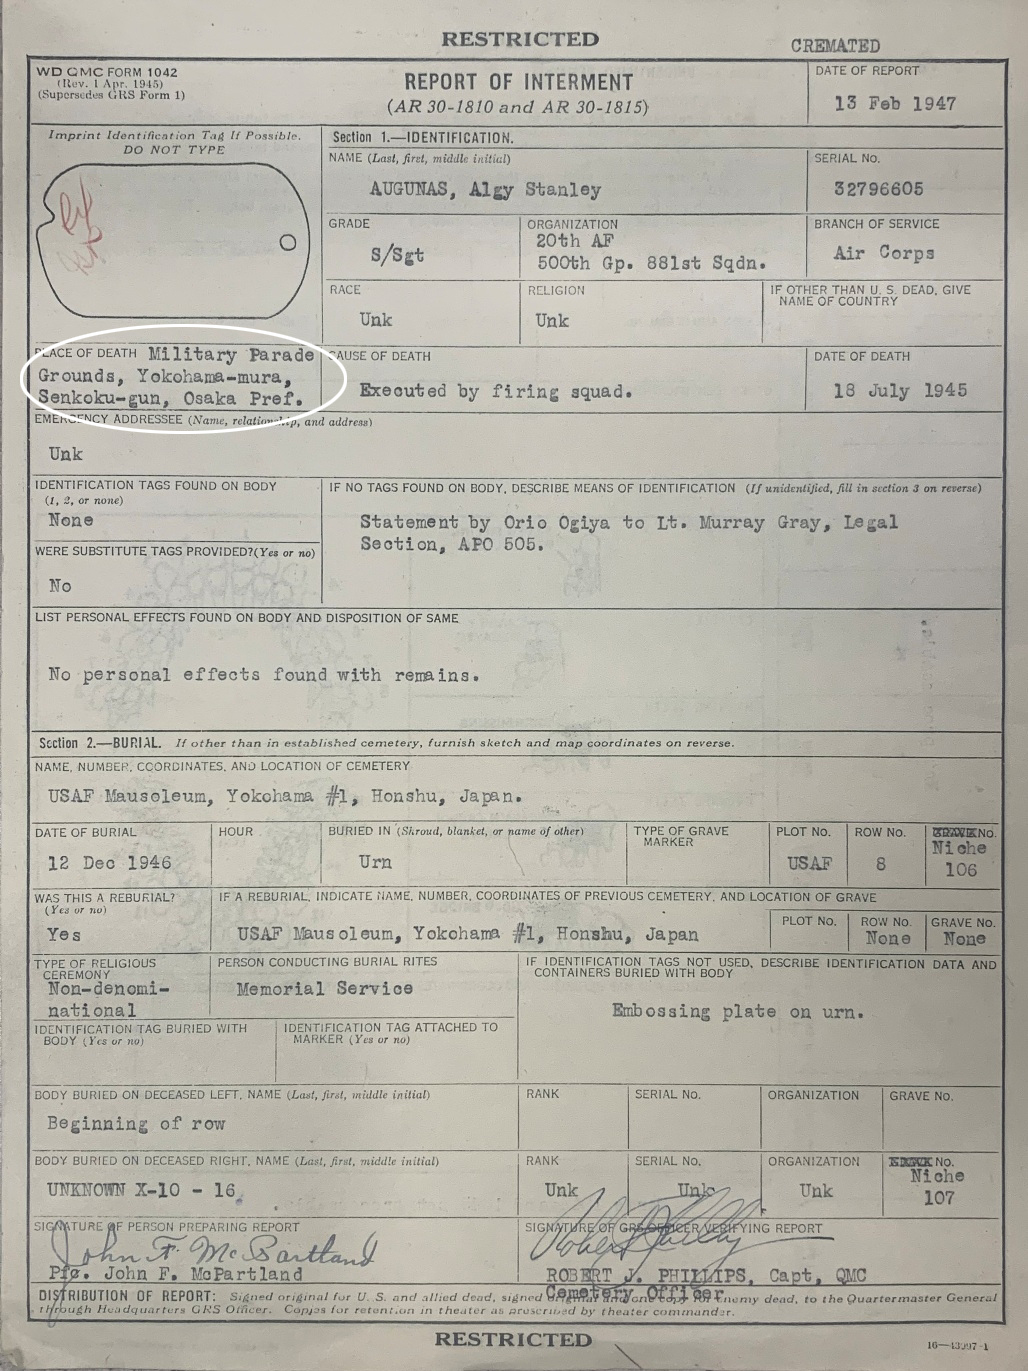 RESTRICTED
CREMATED
WD QMC FORM 1042
(Rev. 1 Apr. 1945)
(Supersedes GRS Form 1)
REPORT OF INTERMENT
(AR 30-1810 and AR 30-1815)
DATE OF REPORT
13 Feb 1947
Imprint Identification Tag If Possible.
DO NOT TYPE
Section 1.—IDENTIFICATION.
NAME (Last, first, middle initial)
AUGUNAS, Algy Stanley
SERIAL No.
32796605
GRADE
S/Sgt
ORGANIZATION
20th AF
500th Gp. 881st Sqdn.
BRANCH OF SERVICE
Air Corps
RACE
Unk
RELIGION
Unk
IF OTHER THAN U. S. DEAD, GIVE
NAME OF COUNTRY
PLACE OF DEATH Military Parade
Grounds, Yokohama-mura,
Senkoku-gun, Osaka Pref.
CAUSE OF DEATH
Executed by firing squad.
DATE OF DEATH
18 July 1945
EMERGENCY ADDRESSEE (Name, relationship, and address)
Unk
IDENTIFICATION TAGS FOUND ON BODY
(1, 2, or none)
None
WERE SUBSTITUTE TAGS PROVIDED? (Yes or no)
No
IF NO TAGS FOUND ON BODY, DESCRIBE MEANS OF IDENTIFICATION (If unidentified, fill in section 3 on reverse)
Statement by Orio Ogiya to Lt. Murray Gray, Legal
Section, APO 505.
LIST PERSONAL EFFECTS FOUND ON BODY AND DISPOSITION OF SAME
No personal effects found with remains.
Section 2.—BURIAL. If other than in established cemetery, furnish sketch and map coordinates on reverse.
NAME, NUMBER, COORDINATES, AND LOCATION OF CEMETERY
USAF Mausoleum, Yokohama #1, Honshu, Japan.
DATE OF BURIAL
12 Dec 1946
HOUR
BURIED IN (Shroud, blanket, or name of other)
Urn
TYPE OF GRAVE
MARKER
PLOT No.
USAF
ROW No.
8
GRAVE No.
Niche
106
WAS THIS A REBURIAL?
(Yes or no)
Yes
IF A REBURIAL, INDICATE NAME, NUMBER, COORDINATES OF PREVIOUS CEMETERY, AND LOCATION OF GRAVE
USAF Mausoleum, Yokohama #1, Honshu, Japan
PLOT No.
ROW No.
None
GRAVE No.
None
TYPE OF RELIGIOUS
CEREMONY
Non-denomi-
national
PERSON CONDUCTING BURIAL RITES
Memorial Service
IF IDENTIFICATION TAGS NOT USED, DESCRIBE IDENTIFICATION DATA AND
CONTAINERS BURIED WITH BODY
Embossing plate on urn.
IDENTIFICATION TAG BURIED WITH
BODY (Yes or no)
IDENTIFICATION TAG ATTACHED TO
MARKER (Yes or no)
BODY BURIED ON DECEASED LEFT, NAME (Last, first, middle initial)
Beginning of row
RANK
SERIAL No.
ORGANIZATION
GRAVE No.
BODY BURIED ON DECEASED RIGHT, NAME (Last, first, middle initial)
UNKNOWN X-10 - 16.
RANK
Unk
SERIAL No.
Unk
ORGANIZATION
Unk
GRAVE No.
Niche
107
SIGNATURE OF PERSON PREPARING REPORT
John F. McPartland
Pfc. John F. McPartland
SIGNATURE OF GRS OFFICER VERIFYING REPORT
ROBERT J. PHILLIPS, Capt, QMC
Cemetery Officer
DISTRIBUTION OF REPORT: Signed original for U. S. and allied dead, signed original and one copy for enemy dead, to the Quartermaster General
through Headquarters GRS Officer. Copies for retention in theater as prescribed by theater commander.
RESTRICTED
16—43997-1